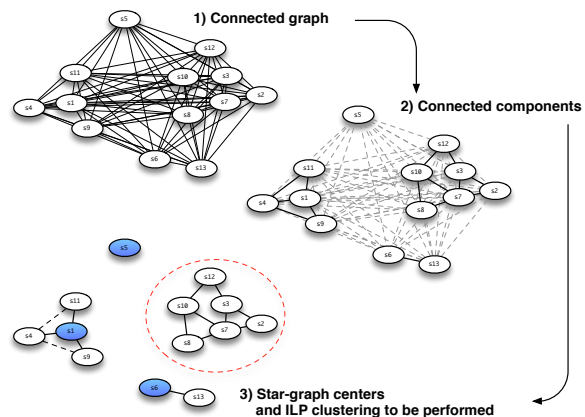 1) Connected graph
s5
s12
s11
s10
s3
s4
s1
s7
s2
s9
s8
s6
s13
2) Connected components
s5
s12
s11
s10
s3
s4
s1
s7
s2
s9
s8
s6
s13
s5
s12
s11
s10
s3
s4
s1
s7
s2
s9
s8
s6
s13
3) Star-graph centers
and ILP clustering to be performed